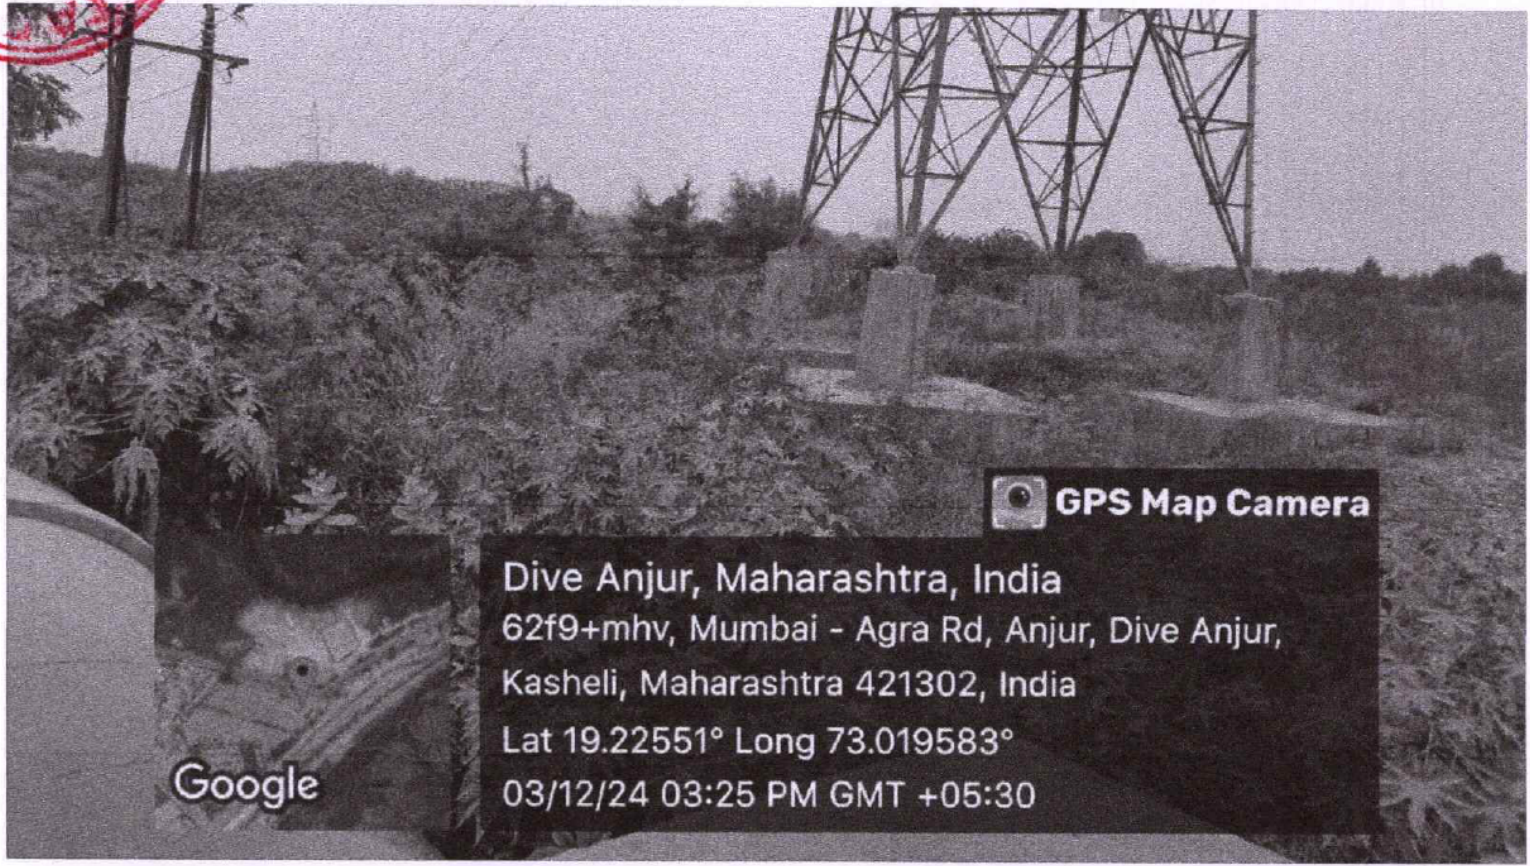 GPS Map Camera
Dive Anjur, Maharashtra, India
62f9+mhv, Mumbai - Agra Rd, Anjur, Dive Anjur,
Kasheli, Maharashtra 421302, India
Lat 19.22551° Long 73.019583°
03/12/24 03:25 PM GMT +05:30
Google